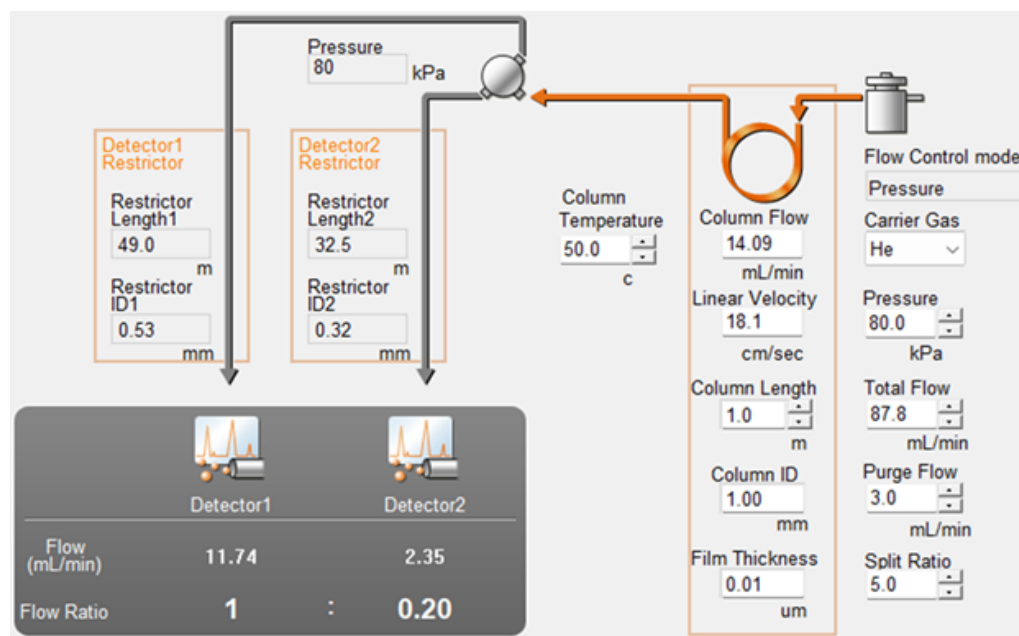 Pressure
80
kPa
Detector1
Restrictor
Restrictor
Length1
49.0
m
Restrictor
ID1
0.53
mm
Detector2
Restrictor
Restrictor
Length2
32.5
m
Restrictor
ID2
0.32
mm
Column
Temperature
50.0
c
Column Flow
14.09
mL/min
Linear Velocity
18.1
cm/sec
Column Length
1.0
m
Column ID
1.00
mm
Film Thickness
0.01
um
Flow Control mode
Pressure
Carrier Gas
He
Pressure
80.0
kPa
Total Flow
87.8
mL/min
Purge Flow
3.0
mL/min
Split Ratio
5.0
Detector1 Detector2
Flow
(mL/min) 11.74 2.35
Flow Ratio 1 : 0.20